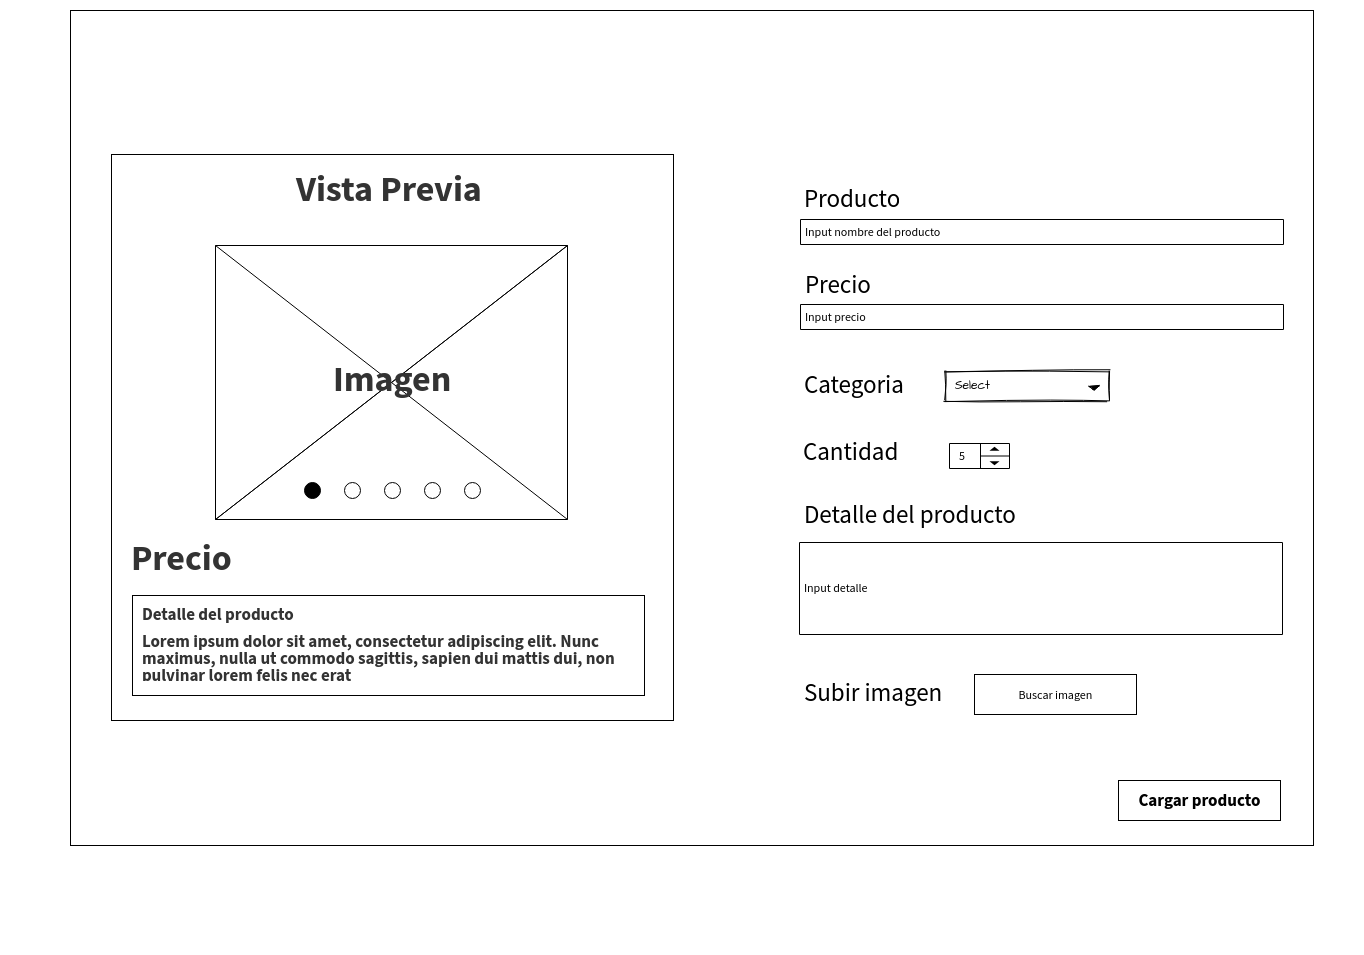 Vista Previa
Imagen
Precio
Detalle del producto
Lorem ipsum dolor sit amet, consectetur adipiscing elit. Nunc
maximus, nulla ut commodo sagittis, sapien dui mattis dui, non
pulvinar lorem felis nec erat
Producto
Input nombre del producto
Precio
Input precio
Categoria
Select
Cantidad
5
Detalle del producto
Input detalle
Subir imagen
Buscar imagen
Cargar producto